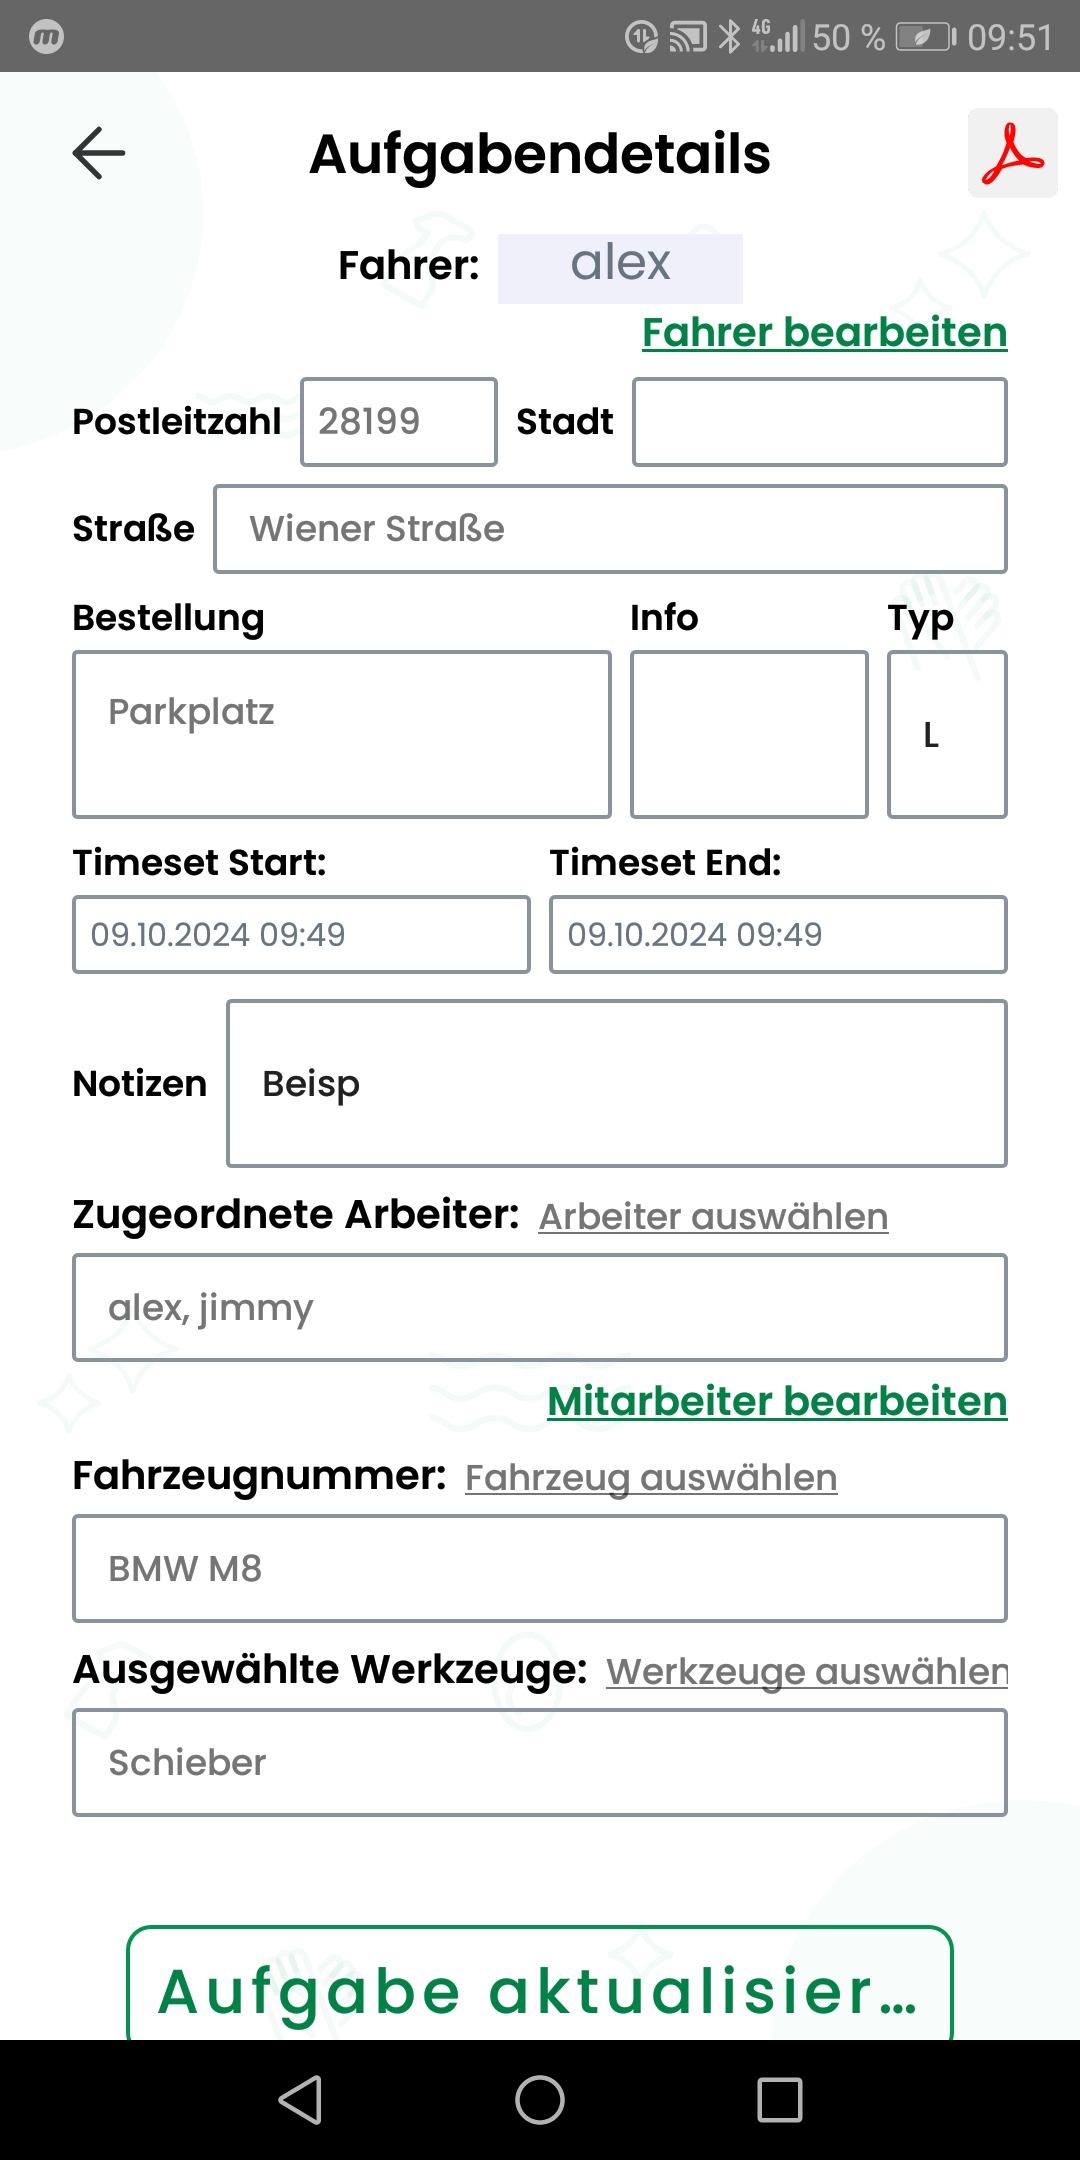 4G 50 % 09:51
Aufgabendetails
Fahrer: alex
Fahrer bearbeiten
Postleitzahl 28199 Stadt
Straße Wiener Straße
Bestellung Info Typ
Parkplatz
L
Timeset Start: Timeset End:
09.10.2024 09:49 09.10.2024 09:49
Notizen Beisp
Zugeordnete Arbeiter: Arbeiter auswählen
alex, jimmy
Mitarbeiter bearbeiten
Fahrzeugnummer: Fahrzeug auswählen
BMW M8
Ausgewählte Werkzeuge: Werkzeuge auswählen
Schieber
Aufgabe aktualisier...